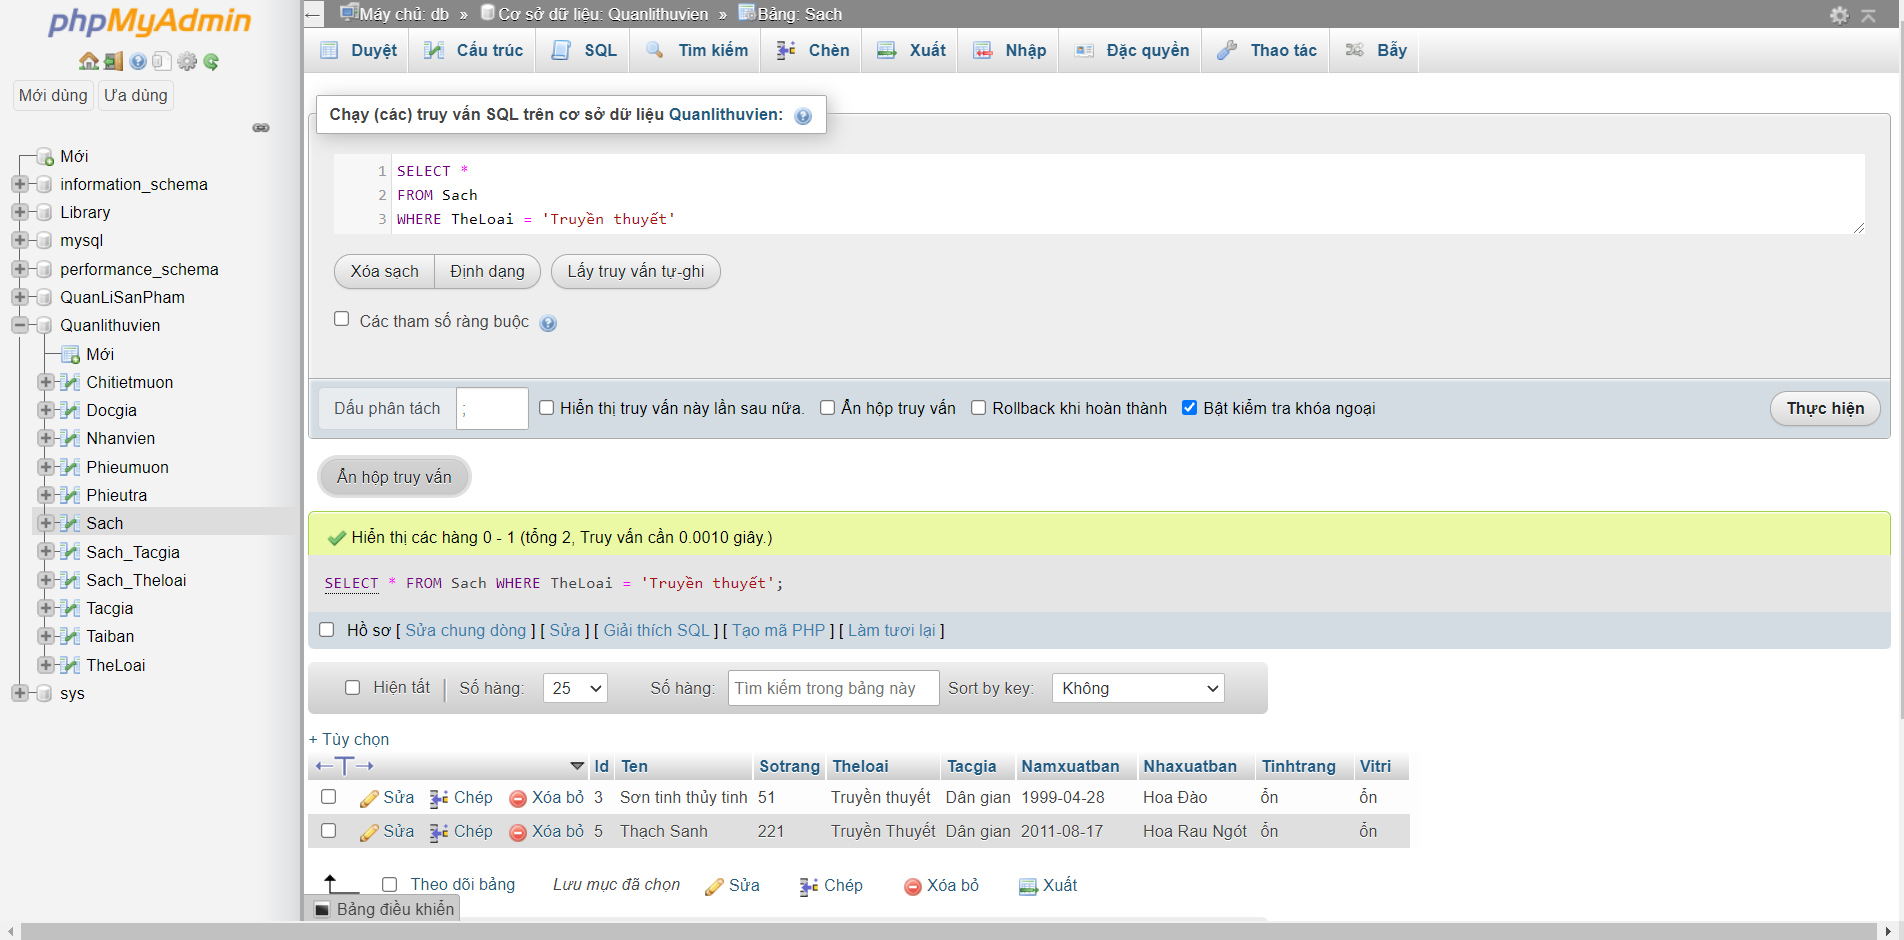 phpMyAdmin
Mới dùng Ưa dùng
Mới
information_schema
Library
mysql
performance_schema
QuanLiSanPham
Quanlithuvien
Mới
Chitietmuon
Docgia
Nhanvien
Phieumuon
Phieutra
Sach
Sach_Tacgia
Sach_Theloai
Tacgia
Taiban
TheLoai
sys
Máy chủ: db » Cơ sở dữ liệu: Quanlithuvien » Bảng: Sach
Duyệt Cấu trúc SQL Tìm kiếm Chèn Xuất Nhập Đặc quyền Thao tác Bẫy
Chạy (các) truy vấn SQL trên cơ sở dữ liệu Quanlithuvien:
1 SELECT *
2 FROM Sach
3 WHERE TheLoai = 'Truyền thuyết'
Xóa sạch Định dạng Lấy truy vấn tự-ghi
Các tham số ràng buộc
Dấu phân tách ; Hiển thị truy vấn này lần sau nữa. Ẩn hộp truy vấn Rollback khi hoàn thành Bật kiểm tra khóa ngoại Thực hiện
Ẩn hộp truy vấn
Hiển thị các hàng 0 - 1 (tổng 2, Truy vấn cần 0.0010 giây.)
SELECT * FROM Sach WHERE TheLoai = 'Truyền thuyết';
Hồ sơ [ Sửa chung dòng ] [ Sửa ] [ Giải thích SQL ] [ Tạo mã PHP ] [ Làm tươi lại ]
Hiện tất Số hàng: 25 Số hàng: Tìm kiếm trong bảng này Sort by key: Không
+ Tùy chọn
←T→ Id Ten Sotrang Theloai Tacgia Namxuatban Nhaxuatban Tinhtrang Vitri
Sửa Chép Xóa bỏ 3 Sơn tinh thủy tinh 51 Truyền thuyết Dân gian 1999-04-28 Hoa Đào ổn ổn
Sửa Chép Xóa bỏ 5 Thạch Sanh 221 Truyền Thuyết Dân gian 2011-08-17 Hoa Rau Ngót ổn ổn
Theo dõi bảng Lưu mục đã chọn Sửa Chép Xóa bỏ Xuất
Bảng điều khiển